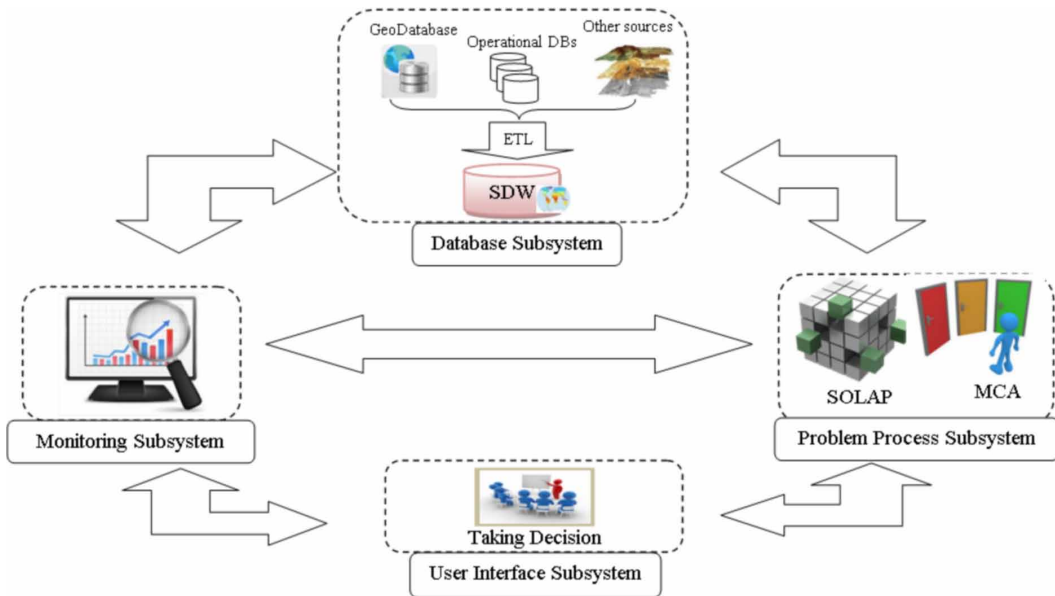 GeoDatabase
Operational DBs
Other sources
ETL
SDW
Database Subsystem
Monitoring Subsystem
SOLAP
MCA
Problem Process Subsystem
Taking Decision
User Interface Subsystem